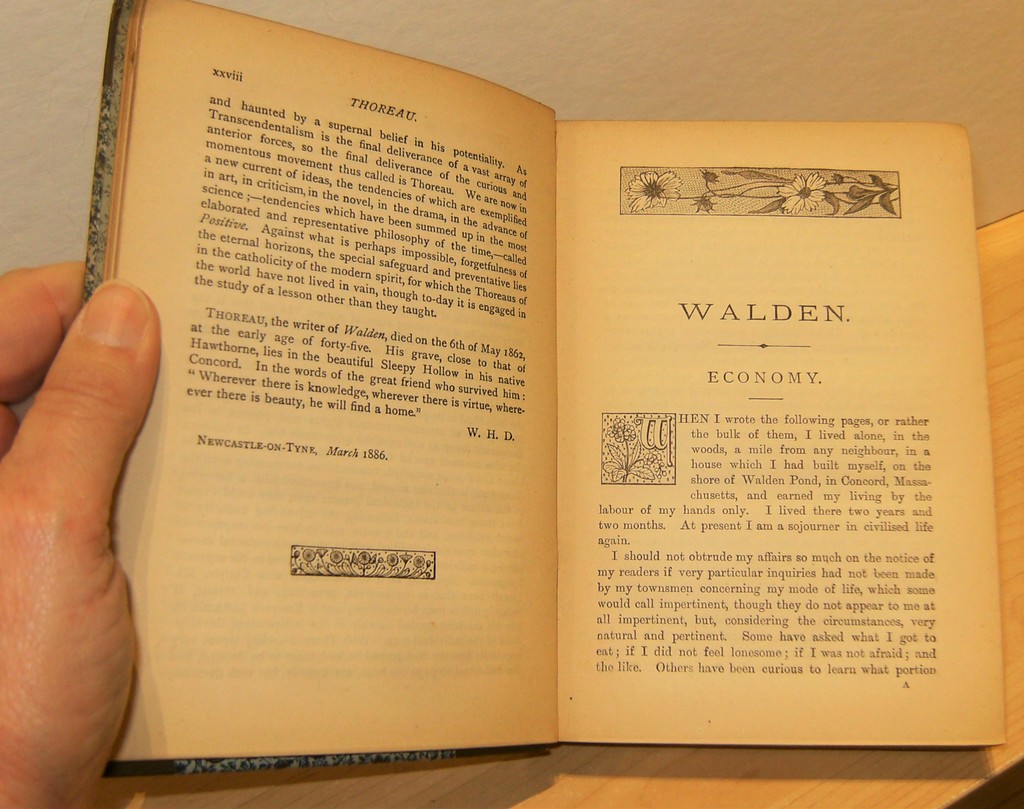 xxviii
THOREAU.
and haunted by a supernal belief in his potentiality. As
Transcendentalism is the final deliverance of a vast array of
anterior forces, so the final deliverance of the curious and
momentous movement thus called is Thoreau. We are now in
a new current of ideas, the tendencies of which are exemplified
in art, in criticism, in the novel, in the drama, in the advance of
science;—tendencies which have been summed up in the most
elaborated and representative philosophy of the time,—called
Positive. Against what is perhaps impossible, forgetfulness of
the eternal horizons, the special safeguard and preventative lies
in the catholicity of the modern spirit, for which the Thoreaus of
the world have not lived in vain, though to-day it is engaged in
the study of a lesson other than they taught.
THOREAU, the writer of Walden, died on the 6th of May 1862,
at the early age of forty-five. His grave, close to that of
Hawthorne, lies in the beautiful Sleepy Hollow in his native
Concord. In the words of the great friend who survived him:
"Wherever there is knowledge, wherever there is virtue, where-
ever there is beauty, he will find a home."
W. H. D.
NEWCASTLE-ON-TYNE, March 1886.
WALDEN.
ECONOMY.
WHEN I wrote the following pages, or rather
the bulk of them, I lived alone, in the
woods, a mile from any neighbour, in a
house which I had built myself, on the
shore of Walden Pond, in Concord, Massa-
chusetts, and earned my living by the
labour of my hands only. I lived there two years and
two months. At present I am a sojourner in civilised life
again.
I should not obtrude my affairs so much on the notice of
my readers if very particular inquiries had not been made
by my townsmen concerning my mode of life, which some
would call impertinent, though they do not appear to me at
all impertinent, but, considering the circumstances, very
natural and pertinent. Some have asked what I got to
eat; if I did not feel lonesome; if I was not afraid; and
the like. Others have been curious to learn what portion
A